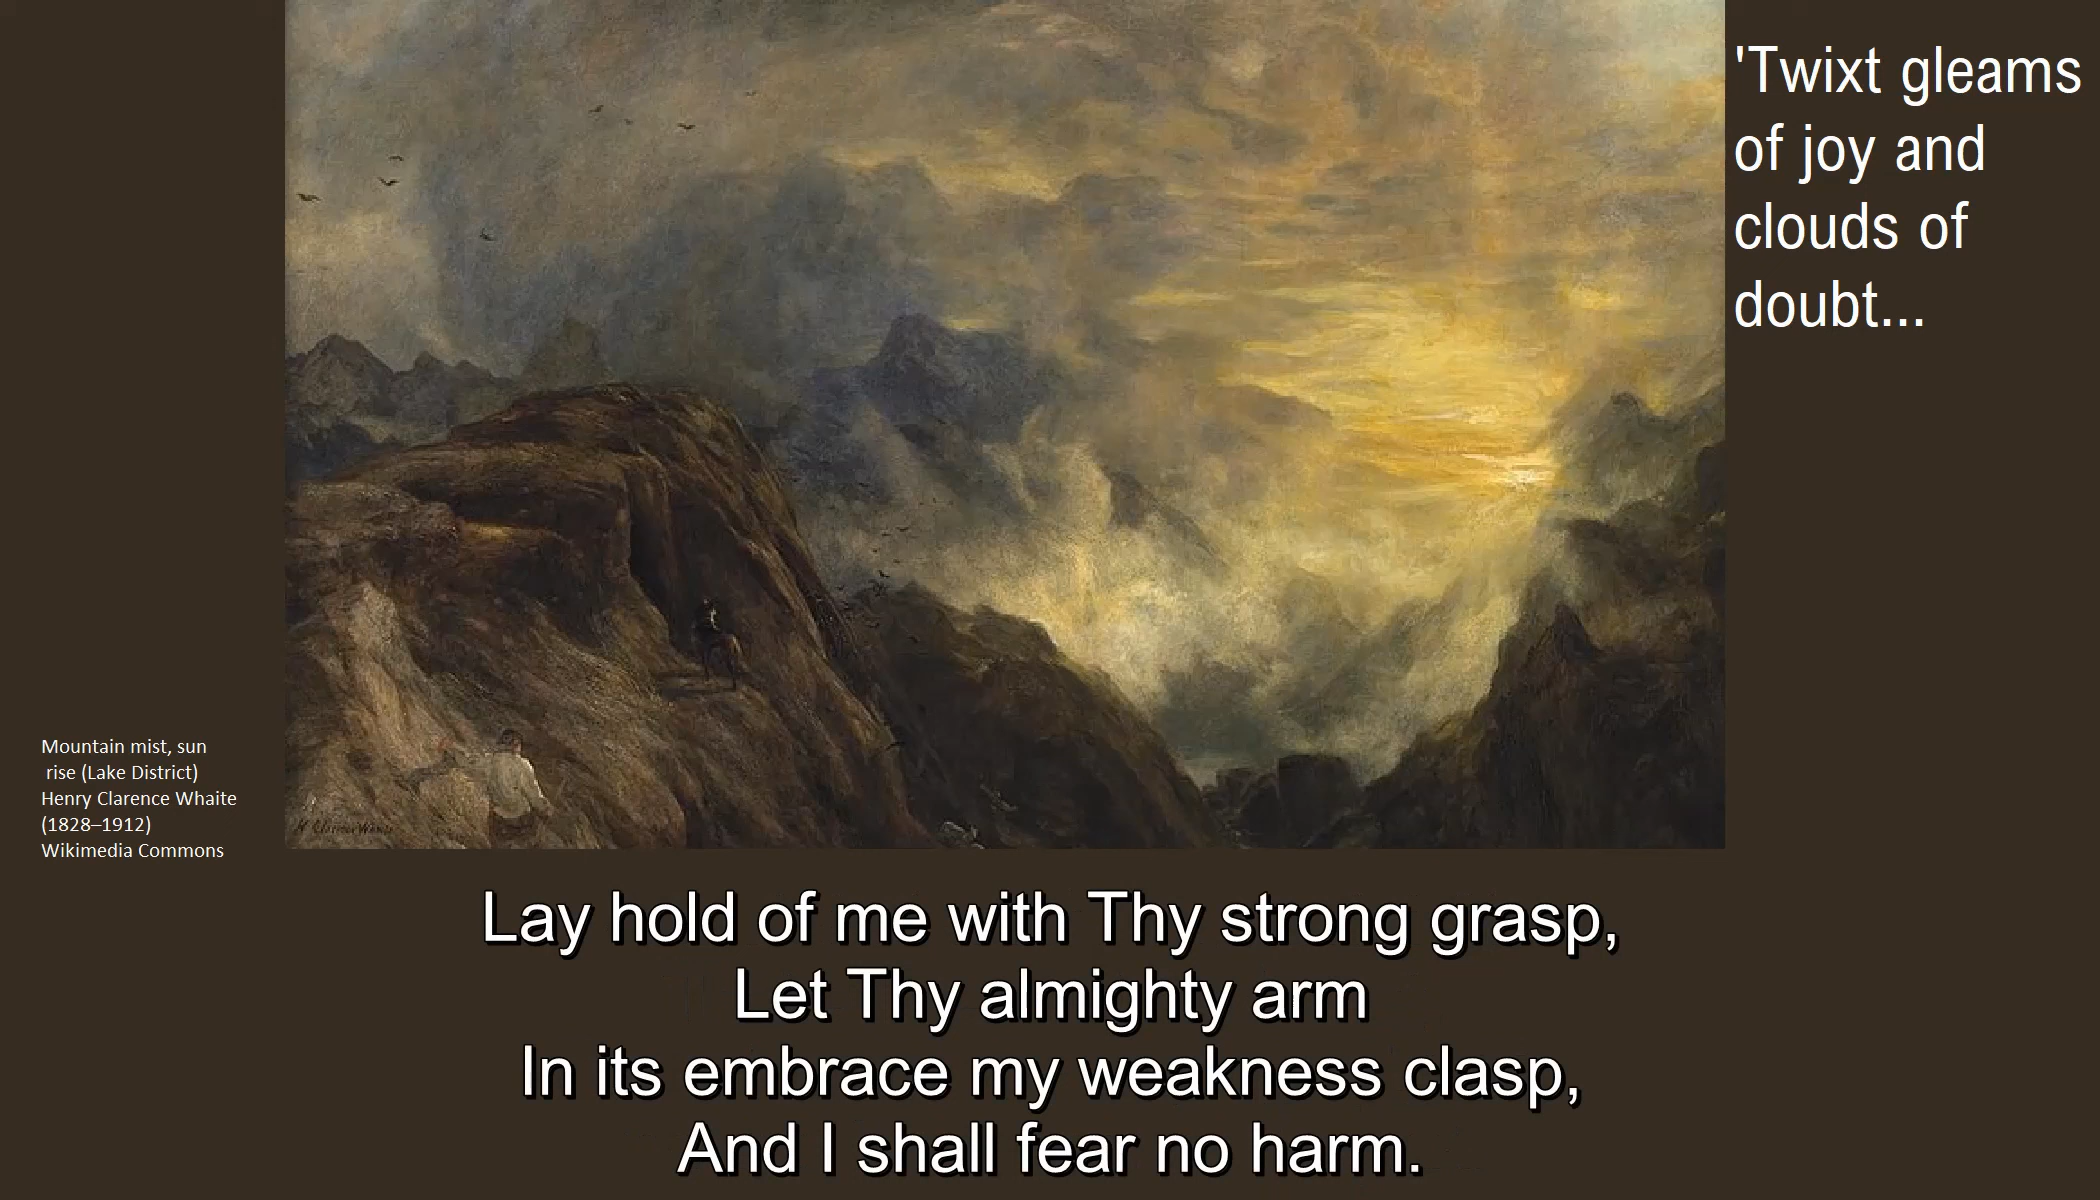 'Twixt gleams
of joy and
clouds of
doubt...
Mountain mist, sun
rise (Lake District)
Henry Clarence Whaite
(1828–1912)
Wikimedia Commons
Lay hold of me with Thy strong grasp,
Let Thy almighty arm
In its embrace my weakness clasp,
And I shall fear no harm.